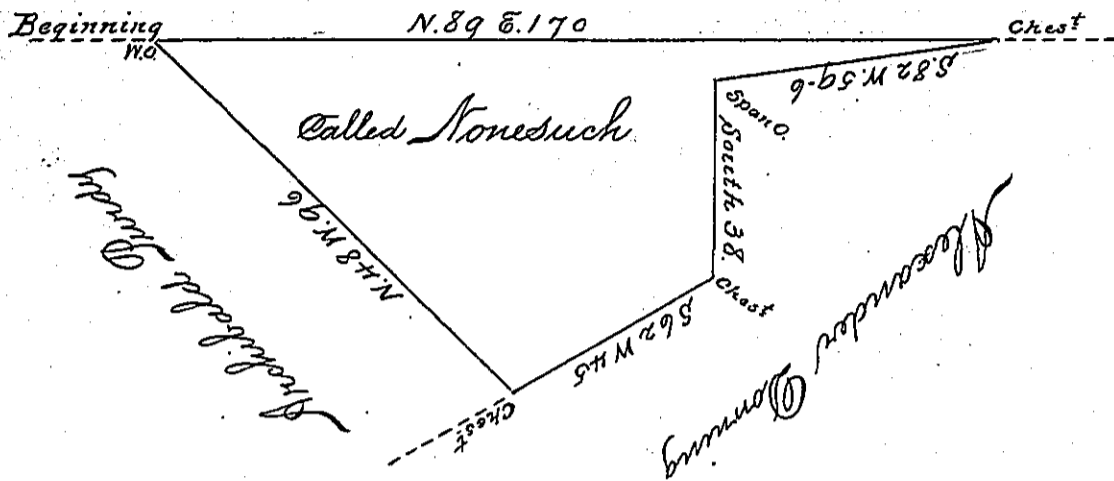 Beginning
N. 89 E. 170
Chest
W.O.
S. 82 W. 59-6
Span O.
Called Nonesuch
South 38.
Chest
S 62 W 45
Chest
N. 48 W. 96
Archibald Purdy
Alexander Downing